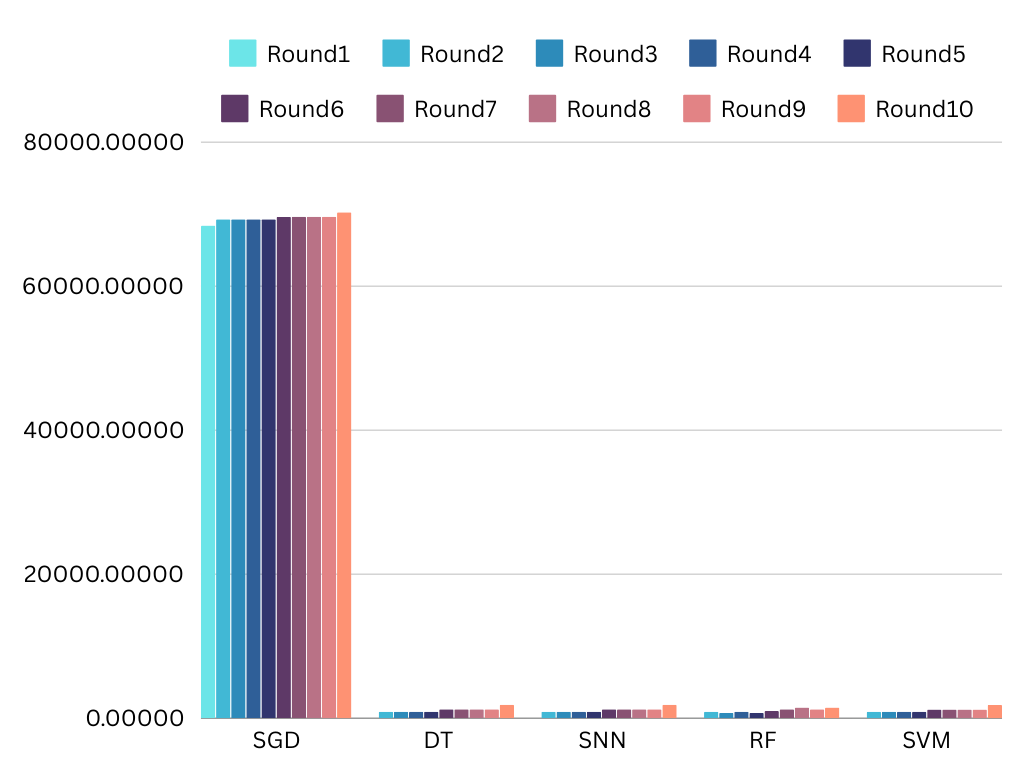 Round1 Round2 Round3 Round4 Round5
Round6 Round7 Round8 Round9 Round10
80000.00000
60000.00000
40000.00000
20000.00000
0.00000
SGD DT SNN RF SVM